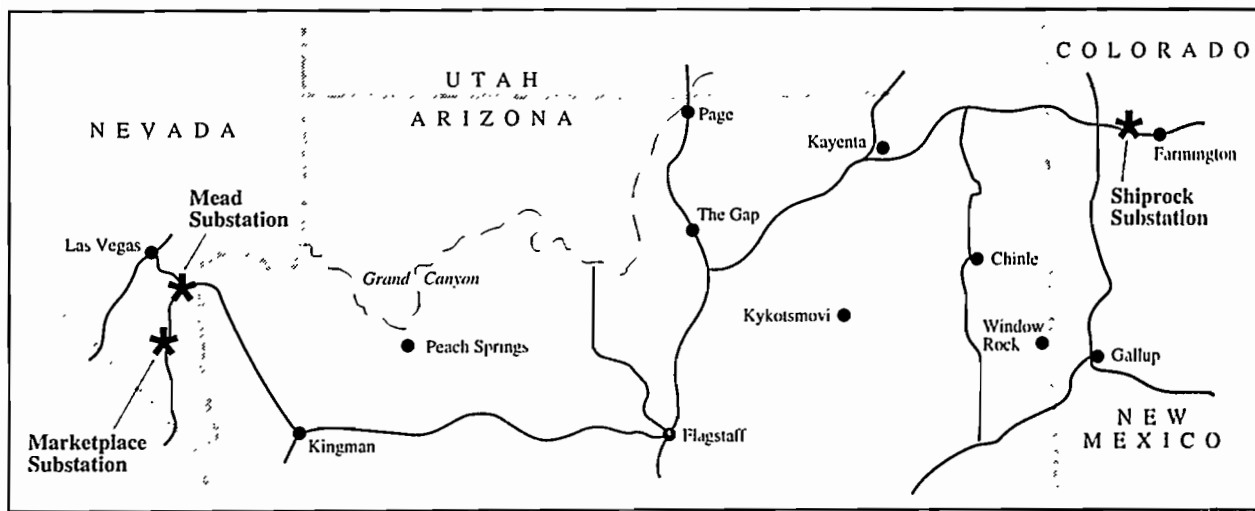 COLORADO
UTAH
ARIZONA
NEVADA
Page
Kayenta
Farmington
Mead
Substation
Shiprock
Substation
Las Vegas
The Gap
Grand Canyon
Chinle
Kykotsmovi
Window
Rock
Peach Springs
Gallup
Marketplace
Substation
Kingman
Flagstaff
NEW
MEXICO